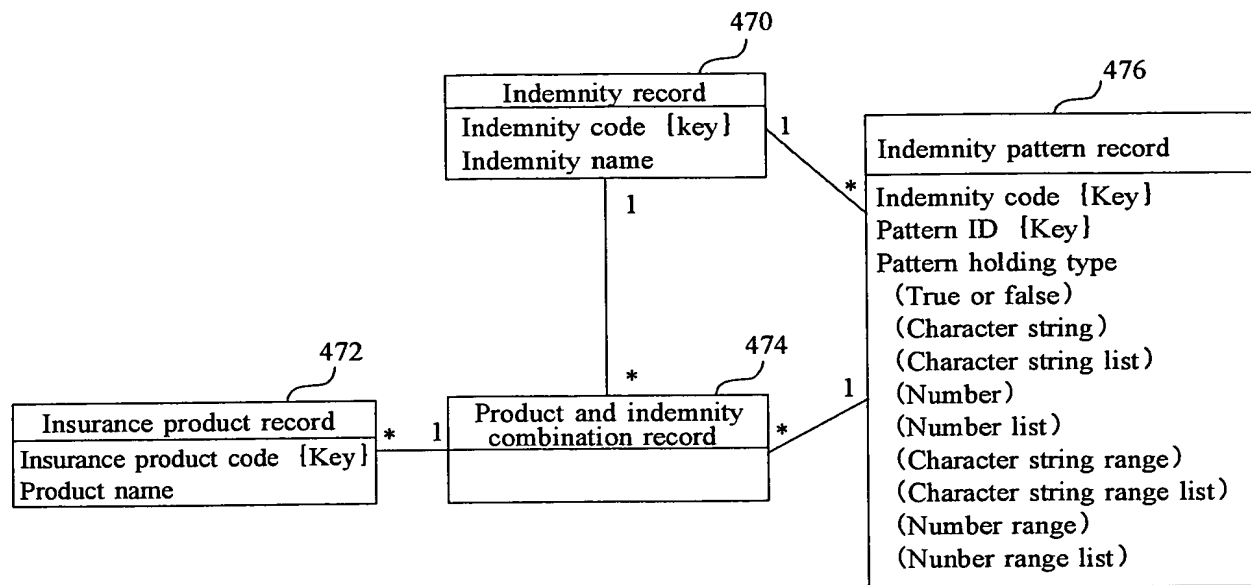 470
Indemnity record
Indemnity code {key}
Indemnity name
1
*
1
*
476
Indemnity pattern record
Indemnity code {Key}
Pattern ID {Key}
Pattern holding type
(True or false)
(Character string)
(Character string list)
(Number)
(Number list)
(Character string range)
(Character string range list)
(Number range)
(Nunber range list)
472
Insurance product record
Insurance product code {Key}
Product name
*
1
474
Product and indemnity
combination record
*
1